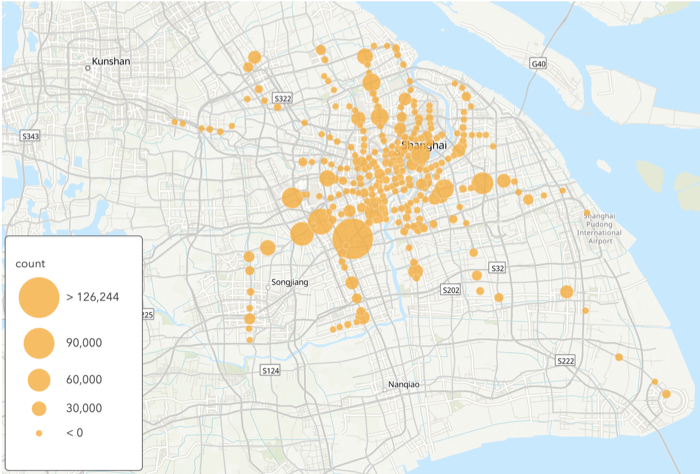 Kunshan
G40
S322
S343
Shanghai
Shanghai
Pudong
International
Airport
S32
Songjiang
S202
225
S222
S124
Nanqiao
count
> 126,244
90,000
60,000
30,000
< 0